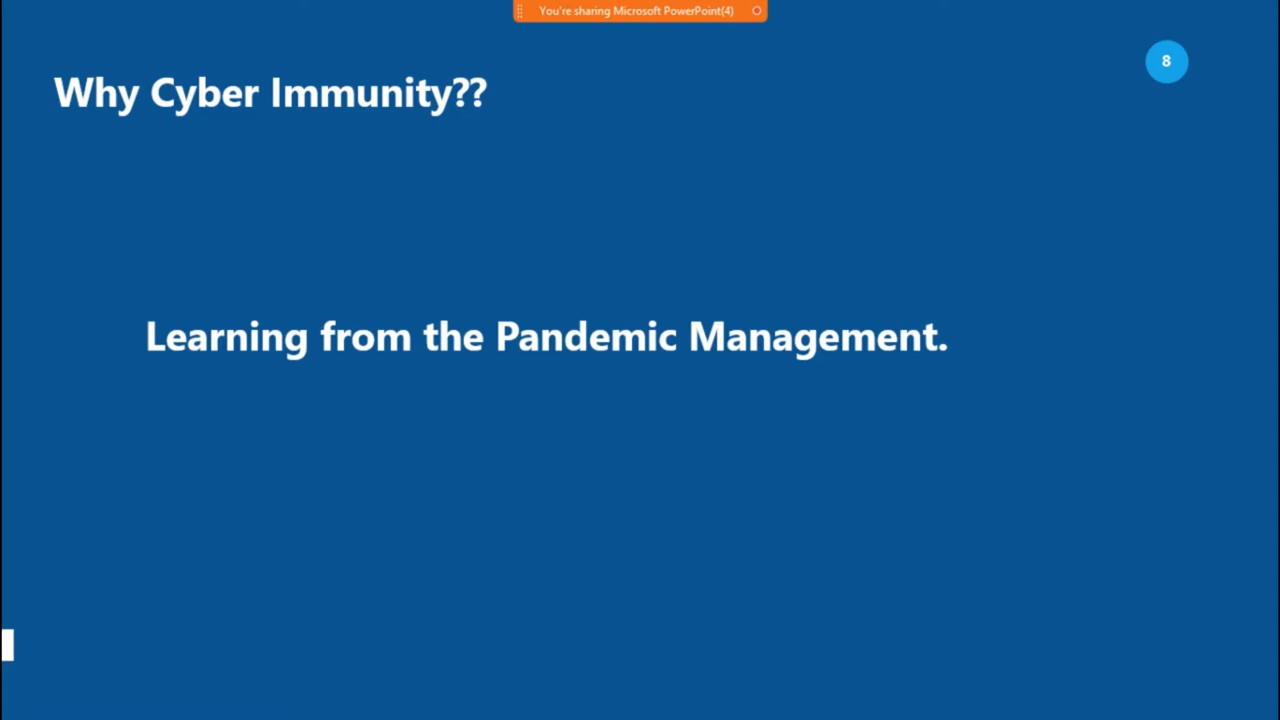 You're sharing Microsoft PowerPoint(4)
8
Why Cyber Immunity??
Learning from the Pandemic Management.